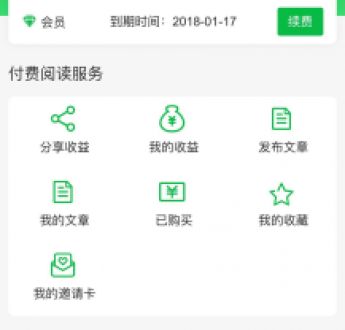 会员 到期时间：2018-01-17 续费
付费阅读服务
分享收益 我的收益 发布文章
我的文章 已购买 我的收藏
我的邀请卡